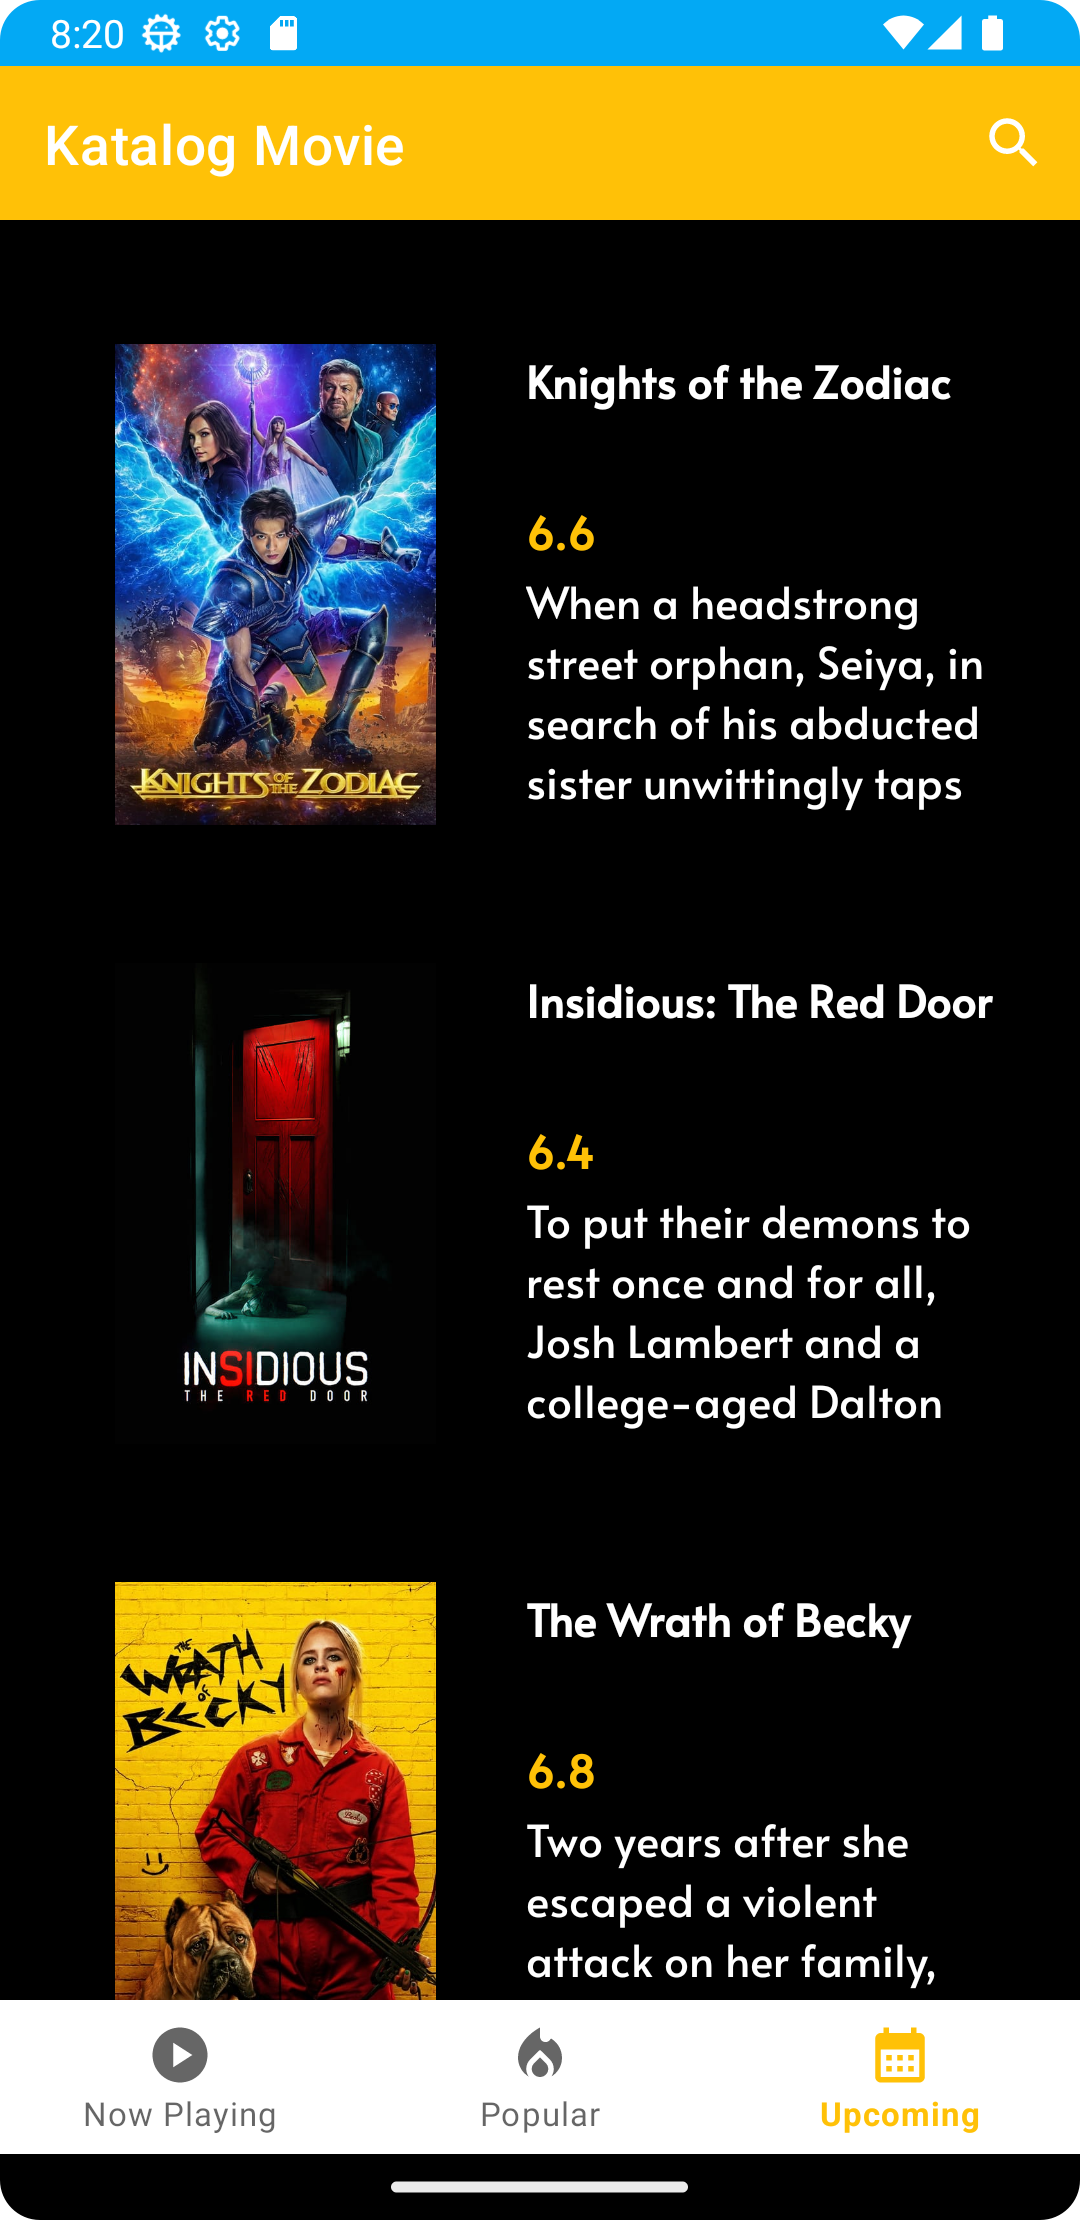 8:20
Katalog Movie
KNIGHTS OF THE ZODIAC
Knights of the Zodiac
6.6
When a headstrong
street orphan, Seiya, in
search of his abducted
sister unwittingly taps
INSIDIOUS
THE RED DOOR
Insidious: The Red Door
6.4
To put their demons to
rest once and for all,
Josh Lambert and a
college-aged Dalton
THE
WRATH
OF
BECKY
Becky
The Wrath of Becky
6.8
Two years after she
escaped a violent
attack on her family,
Now Playing
Popular
Upcoming